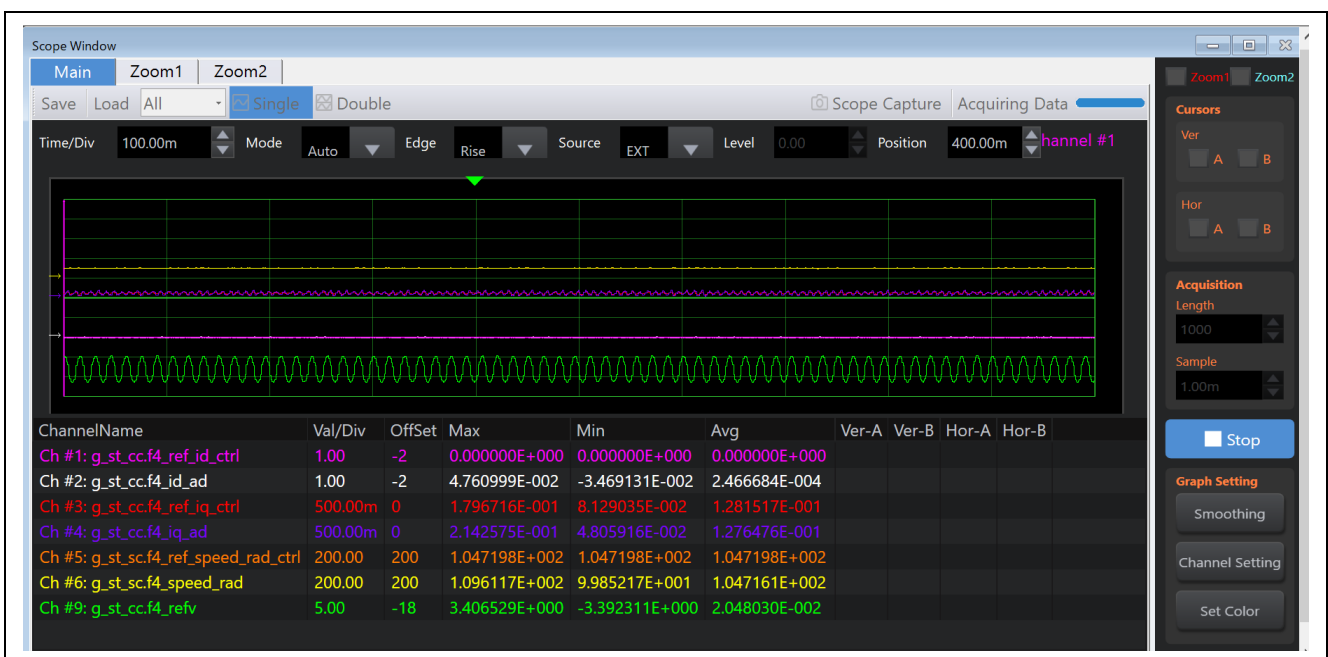 Scope Window
Main Zoom1 Zoom2
Save Load All Single Double Scope Capture Acquiring Data
Time/Div 100.00m Mode Auto Edge Rise Source EXT Level 0.00 Position 400.00m hannel #1
ChannelName Val/Div OffSet Max Min Avg Ver-A Ver-B Hor-A Hor-B
Ch #1: g_st_cc.f4_ref_id_ctrl 1.00 -2 0.000000E+000 0.000000E+000 0.000000E+000
Ch #2: g_st_cc.f4_id_ad 1.00 -2 4.760999E-002 -3.469131E-002 2.466684E-004
Ch #3: g_st_cc.f4_ref_iq_ctrl 500.00m 0 1.796716E-001 8.129035E-002 1.281517E-001
Ch #4: g_st_cc.f4_iq_ad 500.00m 0 2.142575E-001 4.805916E-002 1.276476E-001
Ch #5: g_st_sc.f4_ref_speed_rad_ctrl 200.00 200 1.047198E+002 1.047198E+002 1.047198E+002
Ch #6: g_st_sc.f4_speed_rad 200.00 200 1.096117E+002 9.985217E+001 1.047161E+002
Ch #9: g_st_cc.f4_refv 5.00 -18 3.406529E+000 -3.392311E+000 2.048030E-002
Zoom1 Zoom2
Cursors
Ver
A B
Hor
A B
Acquisition
Length
1000
Sample
1.00m
Stop
Graph Setting
Smoothing
Channel Setting
Set Color